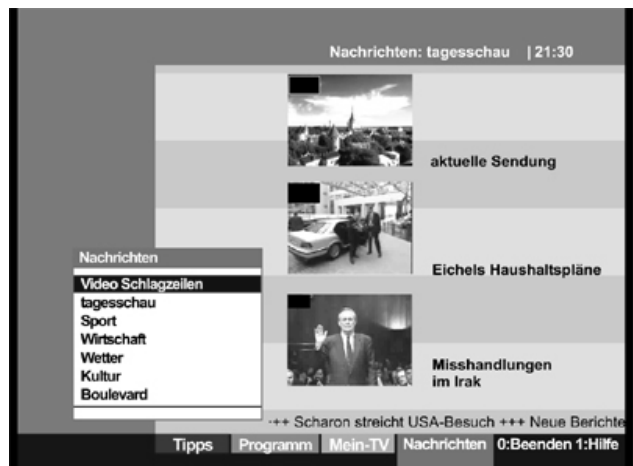 Nachrichten: tagesschau | 21:30
aktuelle Sendung
Eichels Haushaltspläne
Misshandlungen
im Irak
Nachrichten
Video Schlagzeilen
tagesschau
Sport
Wirtschaft
Wetter
Kultur
Boulevard
++ Scharon streicht USA-Besuch +++ Neue Berichte
Tipps Programm Mein-TV Nachrichten 0:Beenden 1:Hilfe